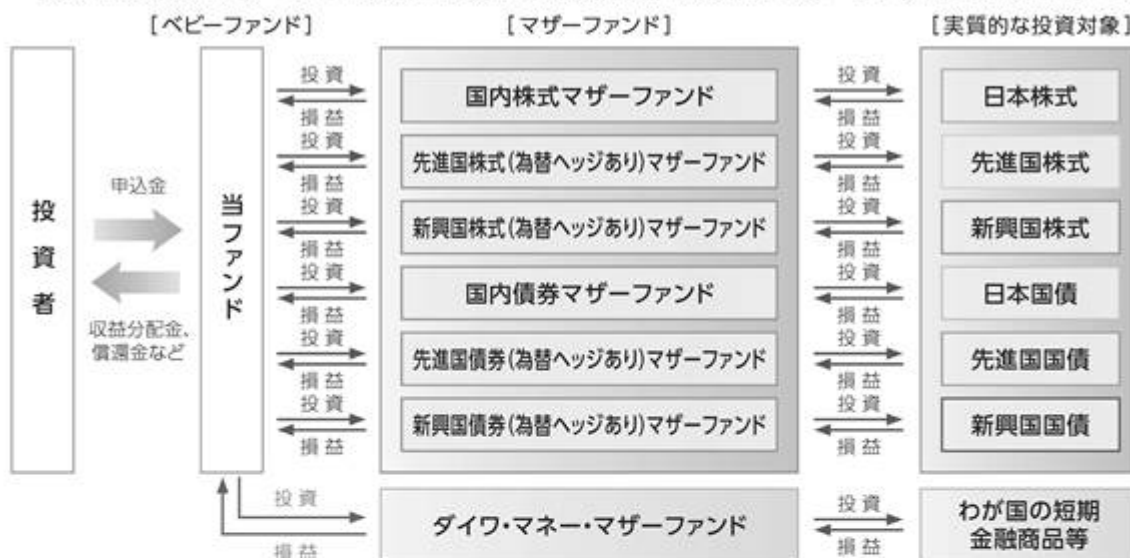 [ベビーファンド]
[マザーファンド]
[実質的な投資対象]
投資者
申込金
収益分配金、
償還金など
当ファンド
投資
損益
国内株式マザーファンド
投資
損益
日本株式
投資
損益
先進国株式(為替ヘッジあり)マザーファンド
投資
損益
先進国株式
投資
損益
新興国株式(為替ヘッジあり)マザーファンド
投資
損益
新興国株式
投資
損益
国内債券マザーファンド
投資
損益
日本国債
投資
損益
先進国債券(為替ヘッジあり)マザーファンド
投資
損益
先進国国債
投資
損益
新興国債券(為替ヘッジあり)マザーファンド
投資
損益
新興国国債
投資
損益
ダイワ・マネー・マザーファンド
投資
損益
わが国の短期
金融商品等